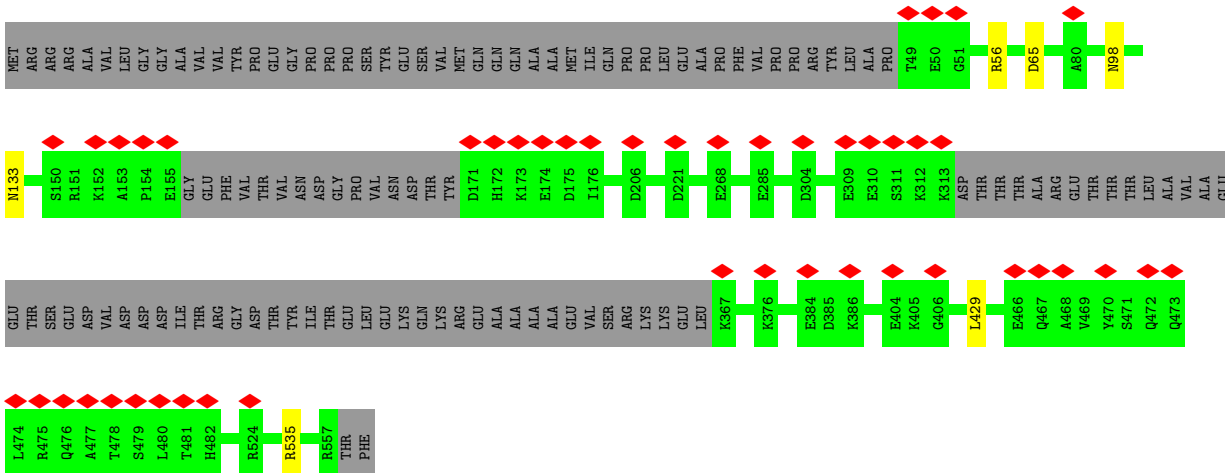 MET ARG ARG ARG ALA VAL LEU GLY GLY ALA VAL VAL TYR PRO GLU GLY PRO PRO PRO SER TYR GLU SER VAL MET GLN GLN GLN ALA ALA MET ILE GLN PRO PRO LEU GLU ALA PRO PHE VAL PRO PRO ARG TYR LEU ALA PRO T49 E50 G51 R56 D65 A80 N98
N133 S150 R151 K152 A153 P154 E155 GLY GLU PHE VAL THR VAL ASN ASP GLY PRO VAL ASN ASP THR TYR D171 H172 K173 E174 D175 I176 D206 D221 E268 E285 D304 E309 E310 S311 K312 K313 ASP THR THR THR ALA ARG GLU THR THR THR LEU ALA VAL ALA GLU
GLU THR SER GLU ASP VAL ASP ASP ASP ILE THR ARG GLY ASP THR TYR ILE THR GLU LEU GLU LYS GLN LYS ARG GLU ALA ALA ALA ALA GLU VAL SER ARG LYS LYS GLU LEU K367 K376 E384 D385 K386 E404 K405 G406 L429 E466 Q467 A468 V469 Y470 S471 Q472 Q473
L474 R475 Q476 A477 T478 S479 L480 T481 H482 R524 R535 R557 THR PHE